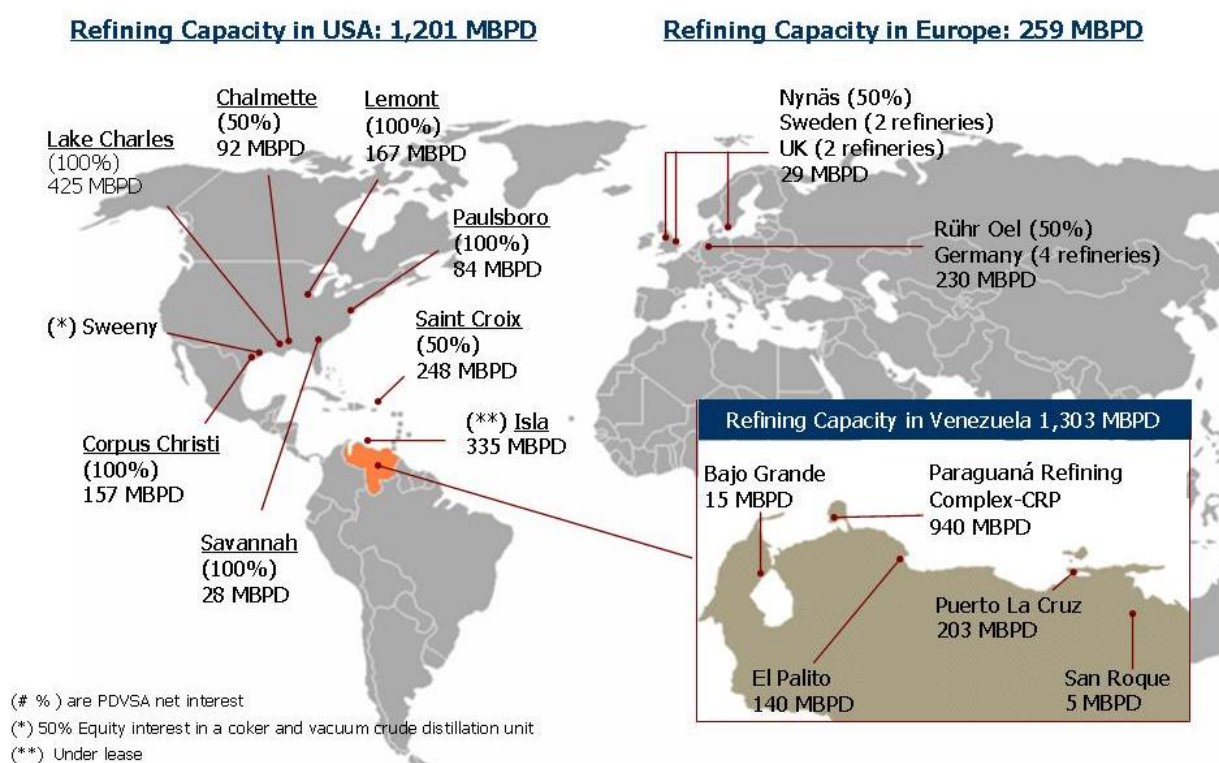 Refining Capacity in USA: 1,201 MBPD
Refining Capacity in Europe: 259 MBPD
Chalmette
(50%)
92 MBPD
Lemont
(100%)
167 MBPD
Lake Charles
(100%)
425 MBPD
Paulsboro
(100%)
84 MBPD
(*) Sweeny
Saint Croix
(50%)
248 MBPD
(**) Isla
335 MBPD
Corpus Christi
(100%)
157 MBPD
Savannah
(100%)
28 MBPD
Nynäs (50%)
Sweden (2 refineries)
UK (2 refineries)
29 MBPD
Rühr Oel (50%)
Germany (4 refineries)
230 MBPD
Refining Capacity in Venezuela 1,303 MBPD
Bajo Grande
15 MBPD
Paraguaná Refining
Complex-CRP
940 MBPD
Puerto La Cruz
203 MBPD
El Palito
140 MBPD
San Roque
5 MBPD
(# % ) are PDVSA net interest
(*) 50% Equity interest in a coker and vacuum crude distillation unit
(**) Under lease